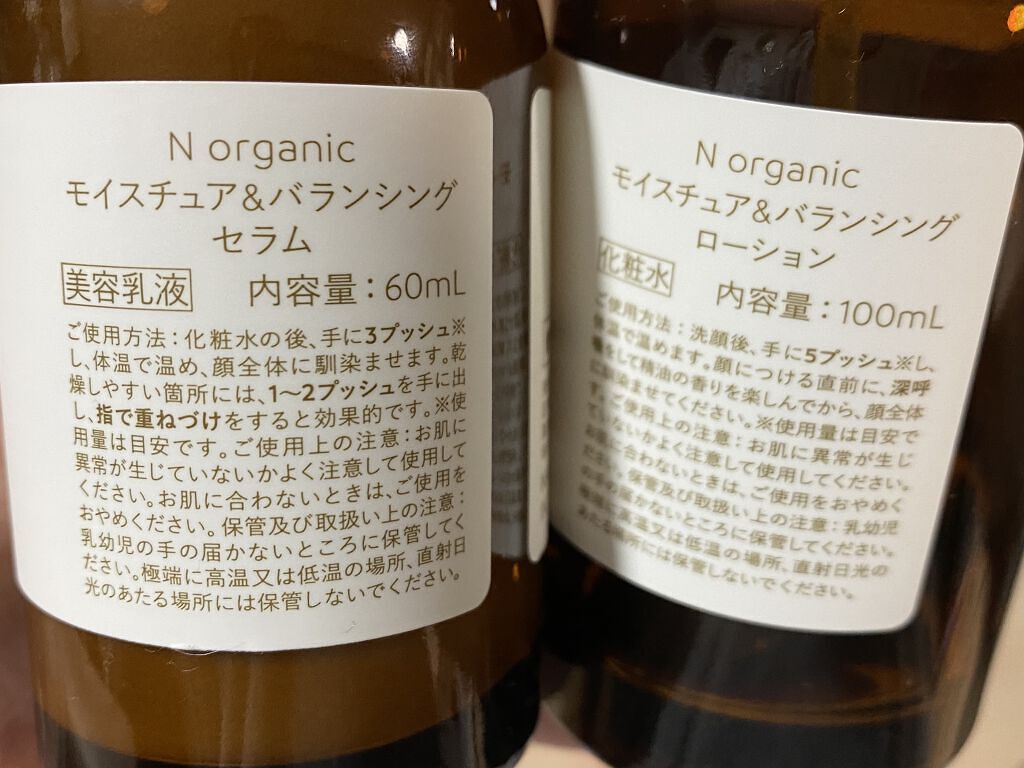 N organic
モイスチュア&バランシング
セラム
美容乳液 内容量：60mL
ご使用方法：化粧水の後、手に3プッシュ※
し、体温で温め、顔全体に馴染ませます。乾
燥しやすい箇所には、1〜2プッシュを手に出
し、指で重ねづけをすると効果的です。※使
用量は目安です。ご使用上の注意：お肌に
異常が生じていないかよく注意して使用して
ください。お肌に合わないときは、ご使用を
おやめください。保管及び取扱い上の注意：
乳幼児の手の届かないところに保管してく
ださい。極端に高温又は低温の場所、直射日
光のあたる場所には保管しないでください。
N organic
モイスチュア&バランシング
ローション
化粧水 内容量：100mL
ご使用方法：洗顔後、手に5プッシュ※し、
体温で温めます。顔につける直前に、深呼
吸をして精油の香りを楽しんでから、顔全体
に馴染ませてください。※使用量は目安で
す。ご使用上の注意：お肌に異常が生じ
ていないかよく注意して使用してください。
お肌に合わないときは、ご使用をおやめく
ださい。保管及び取扱い上の注意：乳幼児
の手の届かないところに保管してください。
極端に高温又は低温の場所、直射日光の
あたる場所には保管しないでください。